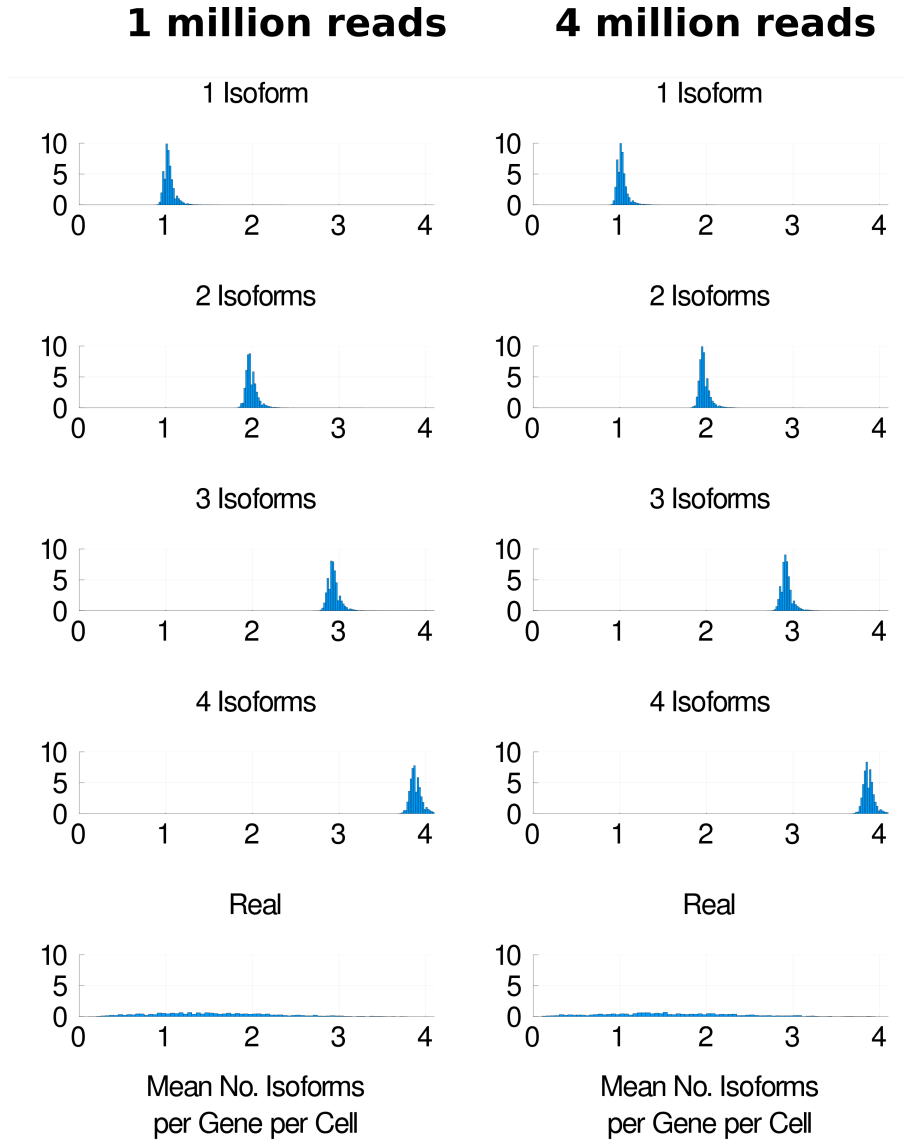 1 million reads 4 million reads
1 Isoform 1 Isoform
10 10
5 5
0 0
0 1 2 3 4 0 1 2 3 4
2 Isoforms 2 Isoforms
10 10
5 5
0 0
0 1 2 3 4 0 1 2 3 4
3 Isoforms 3 Isoforms
10 10
5 5
0 0
0 1 2 3 4 0 1 2 3 4
4 Isoforms 4 Isoforms
10 10
5 5
0 0
0 1 2 3 4 0 1 2 3 4
Real Real
10 10
5 5
0 0
0 1 2 3 4 0 1 2 3 4
Mean No. Isoforms Mean No. Isoforms
per Gene per Cell per Gene per Cell